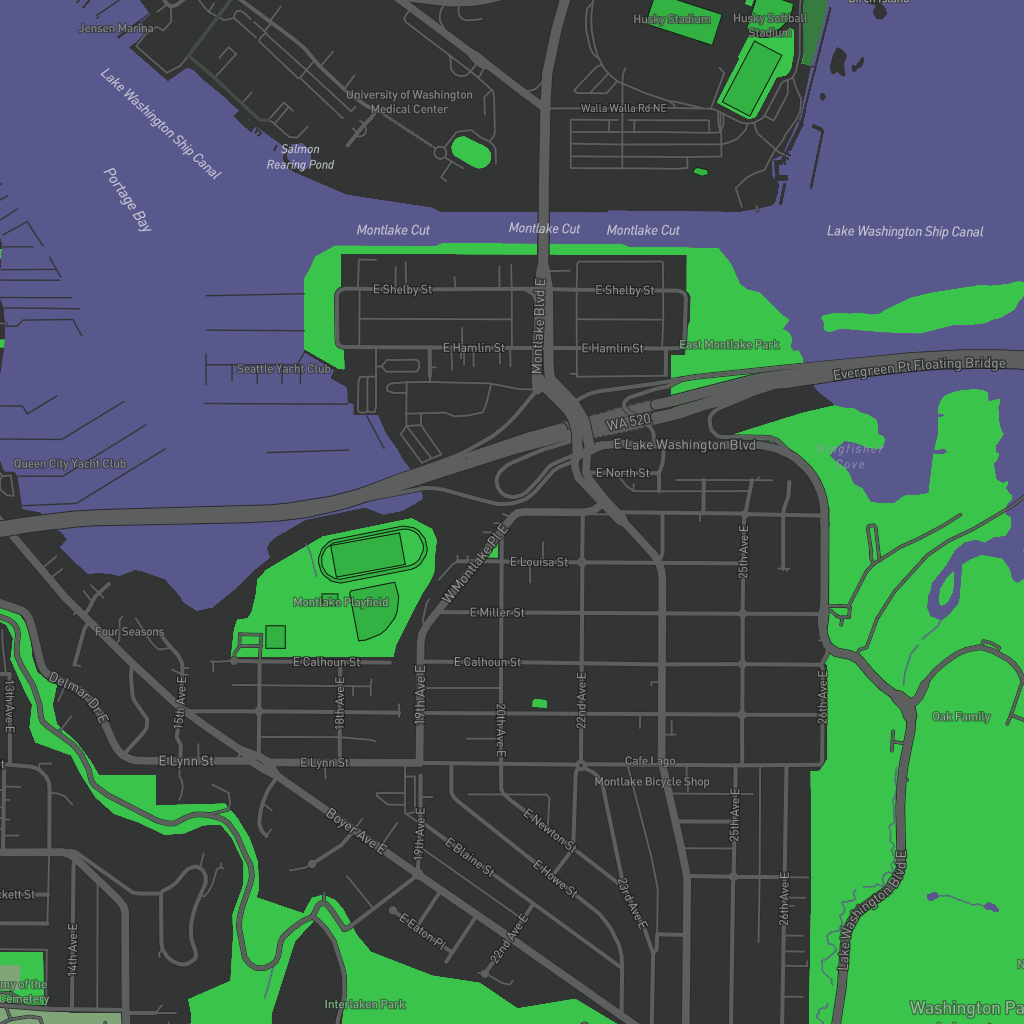 Birch Island
Husky Stadium
Husky Softball
Stadium
Jensen Marina
University of Washington
Medical Center
Walla Walla Rd NE
Lake Washington Ship Canal
Salmon
Rearing Pond
Portage Bay
Montlake Cut
Montlake Cut
Montlake Cut
Lake Washington Ship Canal
E Shelby St
E Shelby St
Montlake Blvd E
E Hamlin St
E Hamlin St
East Montlake Park
Seattle Yacht Club
Evergreen Pt Floating Bridge
WA 520
E Lake Washington Blvd
Kingfisher
Cove
Queen City Yacht Club
E North St
W Montlake Pl E
25th Ave E
E Louisa St
Montlake Playfield
E Miller St
Four Seasons
E Calhoun St
E Calhoun St
Delmar Dr E
13th Ave E
15th Ave E
18th Ave E
19th Ave E
20th Ave E
22nd Ave E
26th Ave E
Oak Family
E Lynn St
E Lynn St
Cafe Lago
Montlake Bicycle Shop
Boyer Ave E
19th Ave E
E Newton St
25th Ave E
E Blaine St
E Howe St
23rd Ave E
26th Ave E
Lake Washington Blvd E
ckett St
E Eaton Pl
22nd Ave E
14th Ave E
my of the
Cemetery
Interlaken Park
Washington Pa